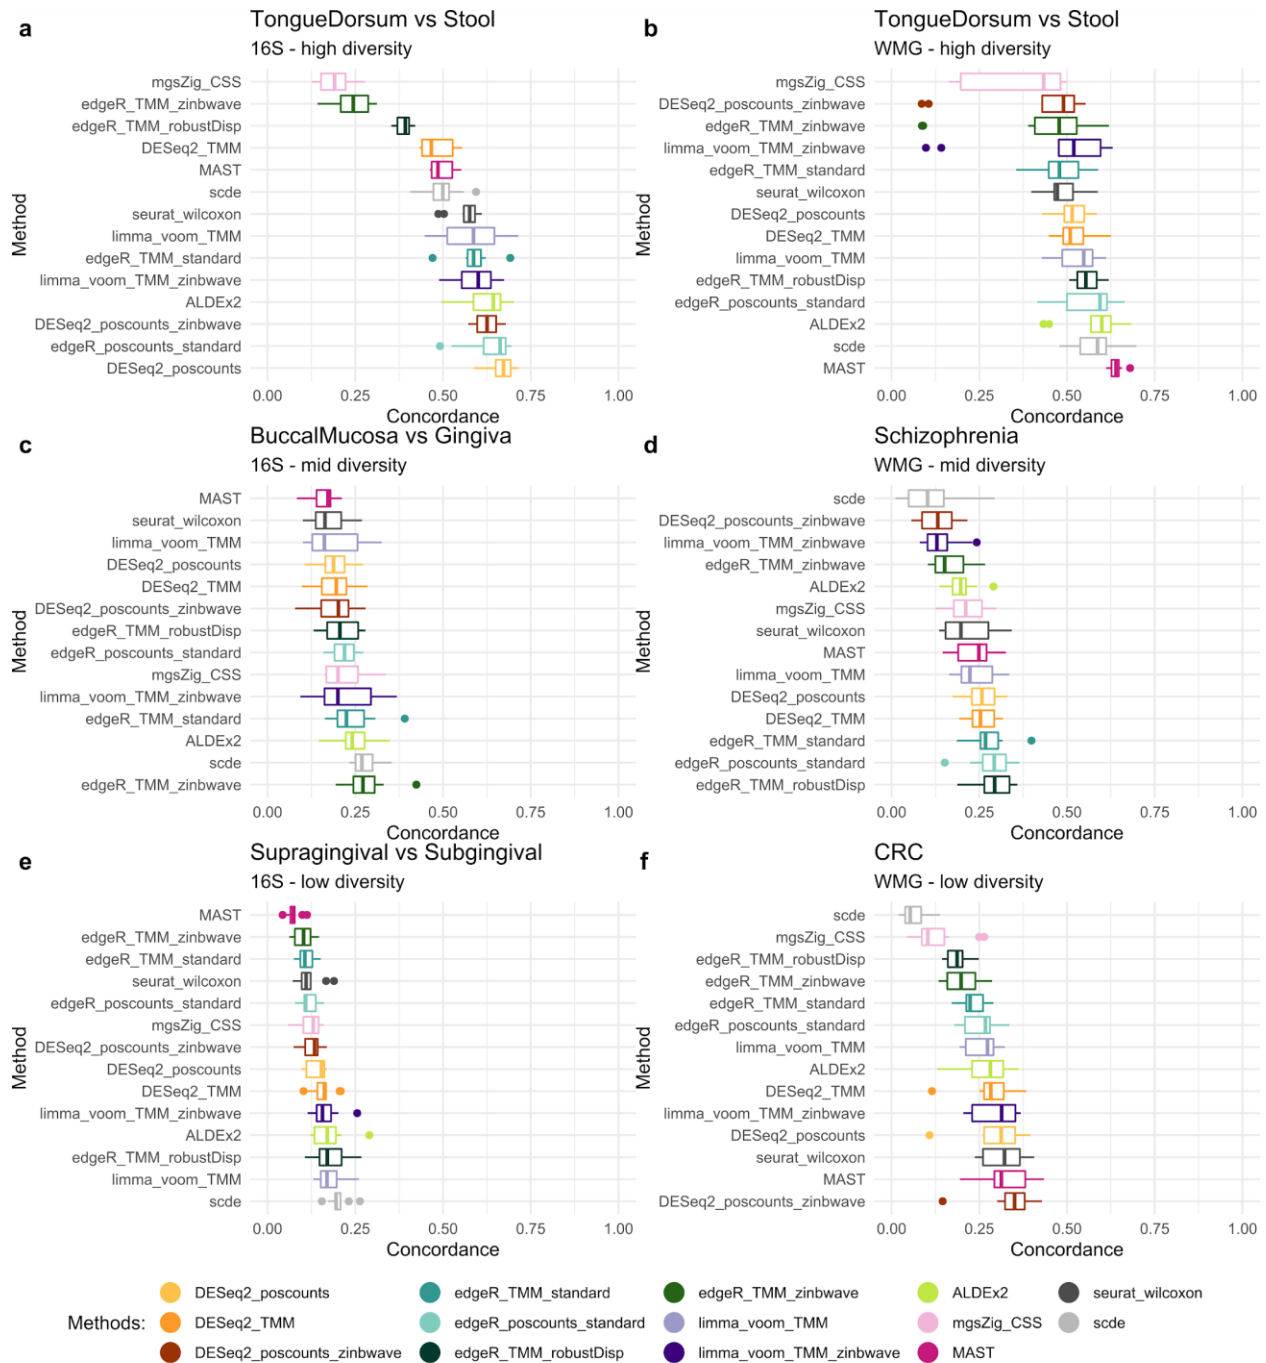 a
TongueDorsum vs Stool
16S - high diversity
Method
mgsZig_CSS
edgeR_TMM_zinbwave
edgeR_TMM_robustDisp
DESeq2_TMM
MAST
scde
seurat_wilcoxon
limma_voom_TMM
edgeR_TMM_standard
limma_voom_TMM_zinbwave
ALDEx2
DESeq2_poscounts_zinbwave
edgeR_poscounts_standard
DESeq2_poscounts
0.00 0.25 0.50 0.75 1.00
Concordance
b
TongueDorsum vs Stool
WMG - high diversity
Method
mgsZig_CSS
DESeq2_poscounts_zinbwave
edgeR_TMM_zinbwave
limma_voom_TMM_zinbwave
edgeR_TMM_standard
seurat_wilcoxon
DESeq2_poscounts
DESeq2_TMM
limma_voom_TMM
edgeR_TMM_robustDisp
edgeR_poscounts_standard
ALDEx2
scde
MAST
0.00 0.25 0.50 0.75 1.00
Concordance
c
BuccalMucosa vs Gingiva
16S - mid diversity
Method
MAST
seurat_wilcoxon
limma_voom_TMM
DESeq2_poscounts
DESeq2_TMM
DESeq2_poscounts_zinbwave
edgeR_TMM_robustDisp
edgeR_poscounts_standard
mgsZig_CSS
limma_voom_TMM_zinbwave
edgeR_TMM_standard
ALDEx2
scde
edgeR_TMM_zinbwave
0.00 0.25 0.50 0.75 1.00
Concordance
d
Schizophrenia
WMG - mid diversity
Method
scde
DESeq2_poscounts_zinbwave
limma_voom_TMM_zinbwave
edgeR_TMM_zinbwave
ALDEx2
mgsZig_CSS
seurat_wilcoxon
MAST
limma_voom_TMM
DESeq2_poscounts
DESeq2_TMM
edgeR_TMM_standard
edgeR_poscounts_standard
edgeR_TMM_robustDisp
0.00 0.25 0.50 0.75 1.00
Concordance
e
Supragingival vs Subgingival
16S - low diversity
Method
MAST
edgeR_TMM_zinbwave
edgeR_TMM_standard
seurat_wilcoxon
edgeR_poscounts_standard
mgsZig_CSS
DESeq2_poscounts_zinbwave
DESeq2_poscounts
DESeq2_TMM
limma_voom_TMM_zinbwave
ALDEx2
edgeR_TMM_robustDisp
limma_voom_TMM
scde
0.00 0.25 0.50 0.75 1.00
Concordance
f
CRC
WMG - low diversity
Method
scde
mgsZig_CSS
edgeR_TMM_robustDisp
edgeR_TMM_zinbwave
edgeR_TMM_standard
edgeR_poscounts_standard
limma_voom_TMM
ALDEx2
DESeq2_TMM
limma_voom_TMM_zinbwave
DESeq2_poscounts
seurat_wilcoxon
MAST
DESeq2_poscounts_zinbwave
0.00 0.25 0.50 0.75 1.00
Concordance
Methods:
DESeq2_poscounts
DESeq2_TMM
DESeq2_poscounts_zinbwave
edgeR_TMM_standard
edgeR_poscounts_standard
edgeR_TMM_robustDisp
edgeR_TMM_zinbwave
limma_voom_TMM
limma_voom_TMM_zinbwave
ALDEx2
mgsZig_CSS
MAST
seurat_wilcoxon
scde